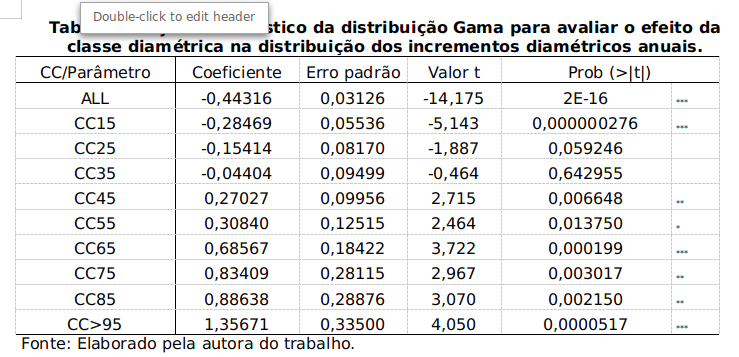 Double-click to edit header
da distribuição Gama para avaliar o efeito da
classe diamétrica na distribuição dos incrementos diamétricos anuais.
CC/Parâmetro Coeficiente Erro padrão Valor t Prob (>|t|)
ALL -0,44316 0,03126 -14,175 2E-16 ***
CC15 -0,28469 0,05536 -5,143 0,000000276 ***
CC25 -0,15414 0,08170 -1,887 0,059246
CC35 -0,04404 0,09499 -0,464 0,642955
CC45 0,27027 0,09956 2,715 0,006648 **
CC55 0,30840 0,12515 2,464 0,013750 *
CC65 0,68567 0,18422 3,722 0,000199 ***
CC75 0,83409 0,28115 2,967 0,003017 **
CC85 0,88638 0,28876 3,070 0,002150 **
CC>95 1,35671 0,33500 4,050 0,0000517 ***
Fonte: Elaborado pela autora do trabalho.